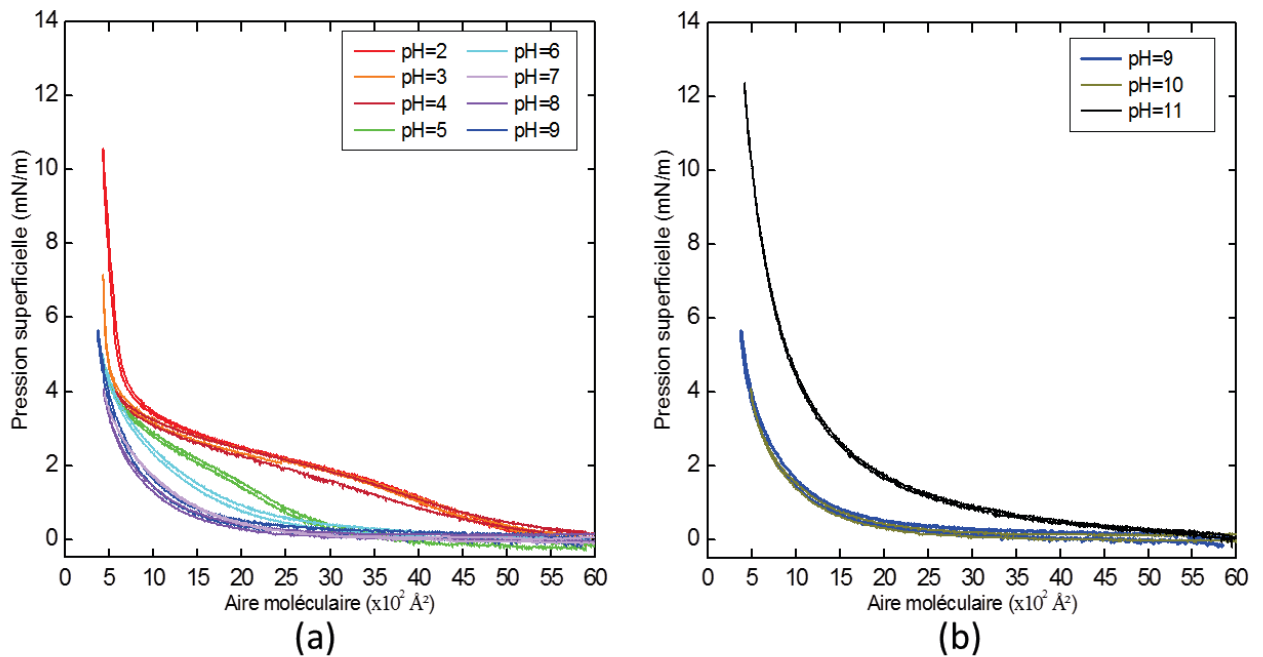 14
12
10
8
6
4
2
0
Pression superficielle (mN/m)
pH=2 pH=6
pH=3 pH=7
pH=4 pH=8
pH=5 pH=9
0 5 10 15 20 25 30 35 40 45 50 55 60
Aire moléculaire (x10² Å²)
(a)
14
12
10
8
6
4
2
0
Pression superficielle (mN/m)
pH=9
pH=10
pH=11
0 5 10 15 20 25 30 35 40 45 50 55 60
Aire moléculaire (x10² Å²)
(b)